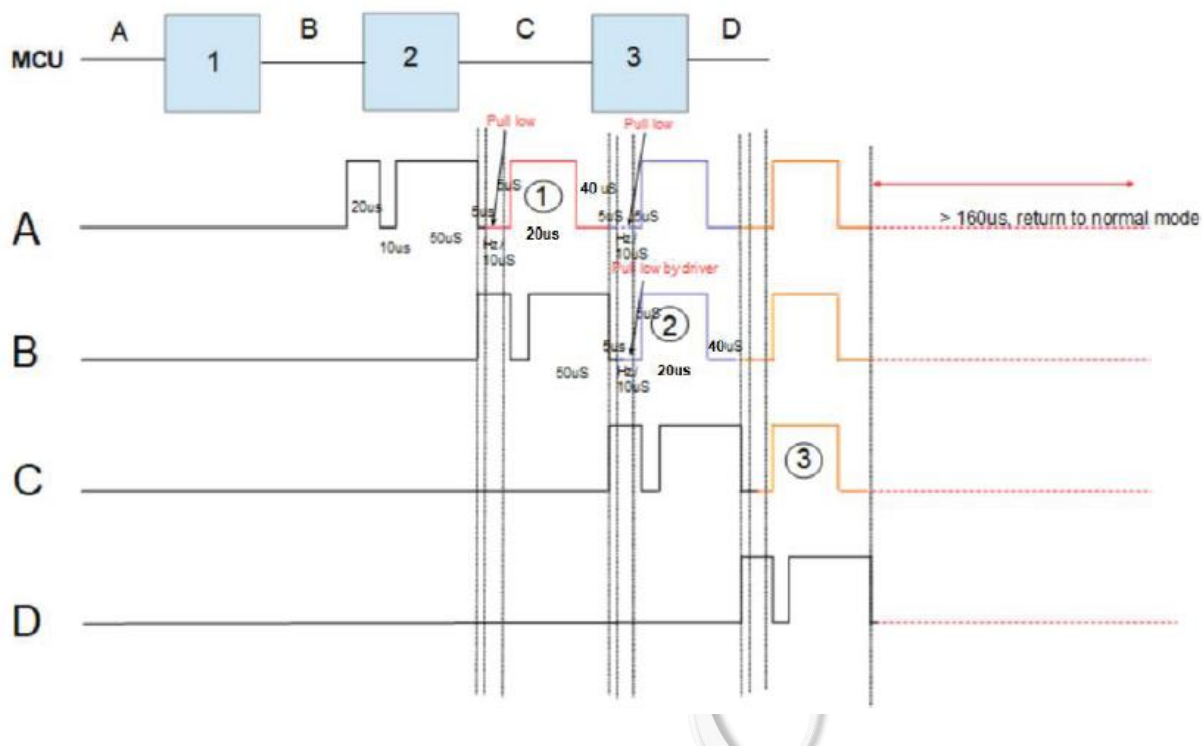 A B C D
MCU 1 2 3
Pull low Pull low
A 20us 10us 50uS 5us 5uS Hz/ 10uS 1 20us 40 uS 5uS 5uS Hz/ 10uS
> 160us, return to normal mode
Pull low by driver
B 50uS 5us 5uS Hz/ 10uS 2 20us 40uS
C 3
D